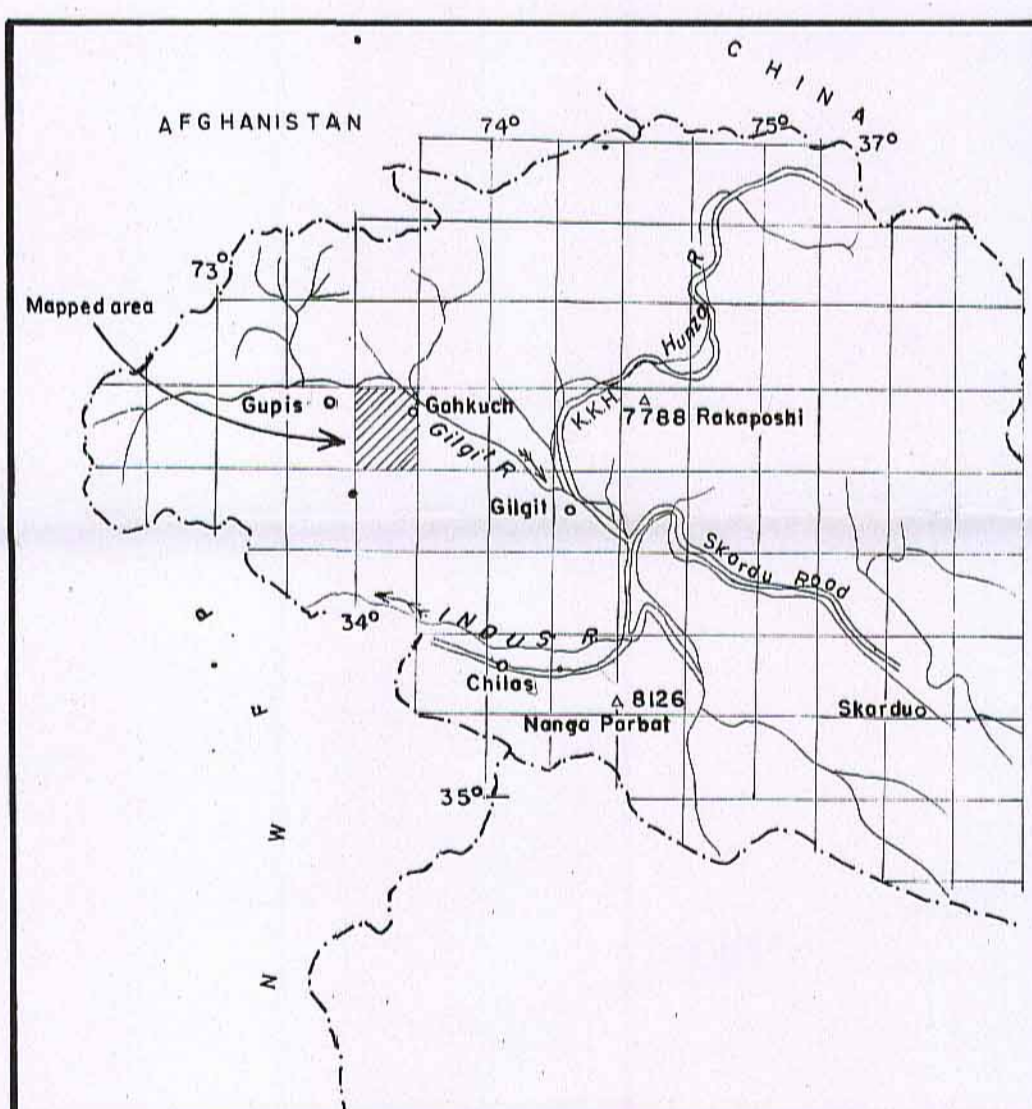 CHINA
AFGHANISTAN
74°
75°
37°
73°
Mapped area
Hunza R
Gupis
Gahkuch
K.K.H
7788 Rakaposhi
Gilgit R
Gilgit
Skardu Road
34°
INDUS R
Chilas
8126
Nanga Parbat
Skardu
35°
N W F P